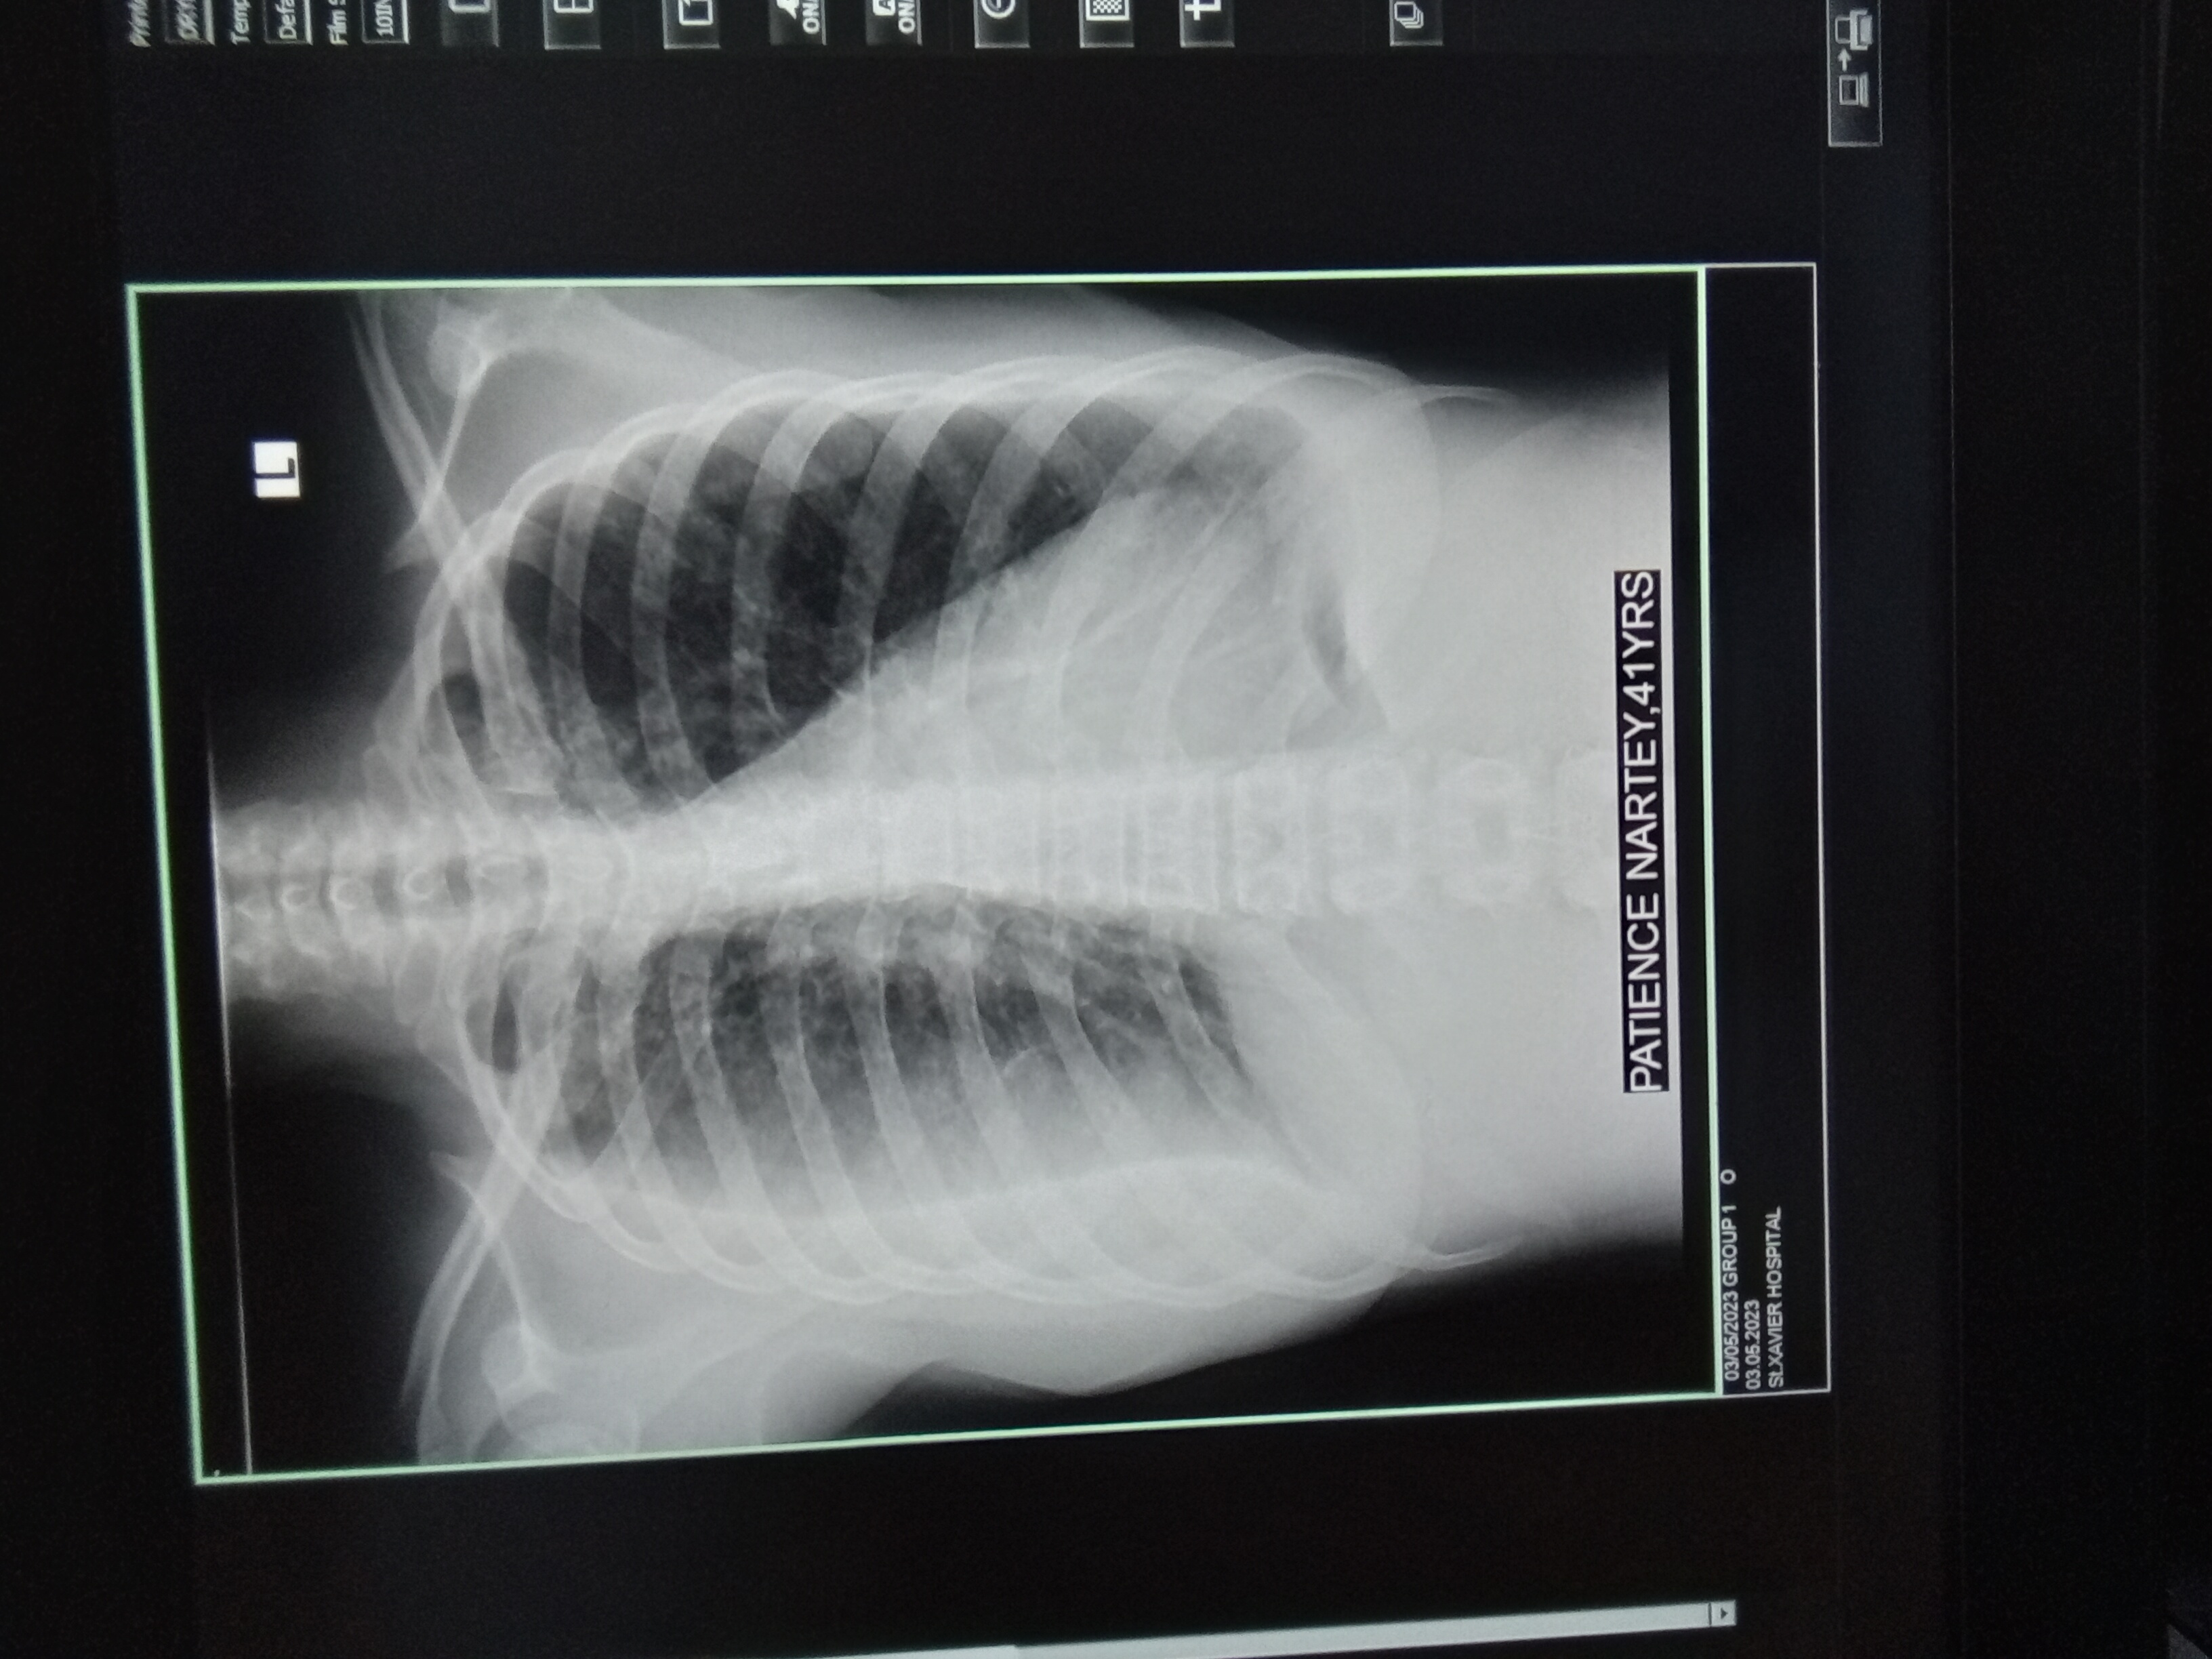 L
PATIENCE NARTEY,41YRS
03/05/2023 GROUP 1 O
03.05.2023
St.XAVIER HOSPITAL